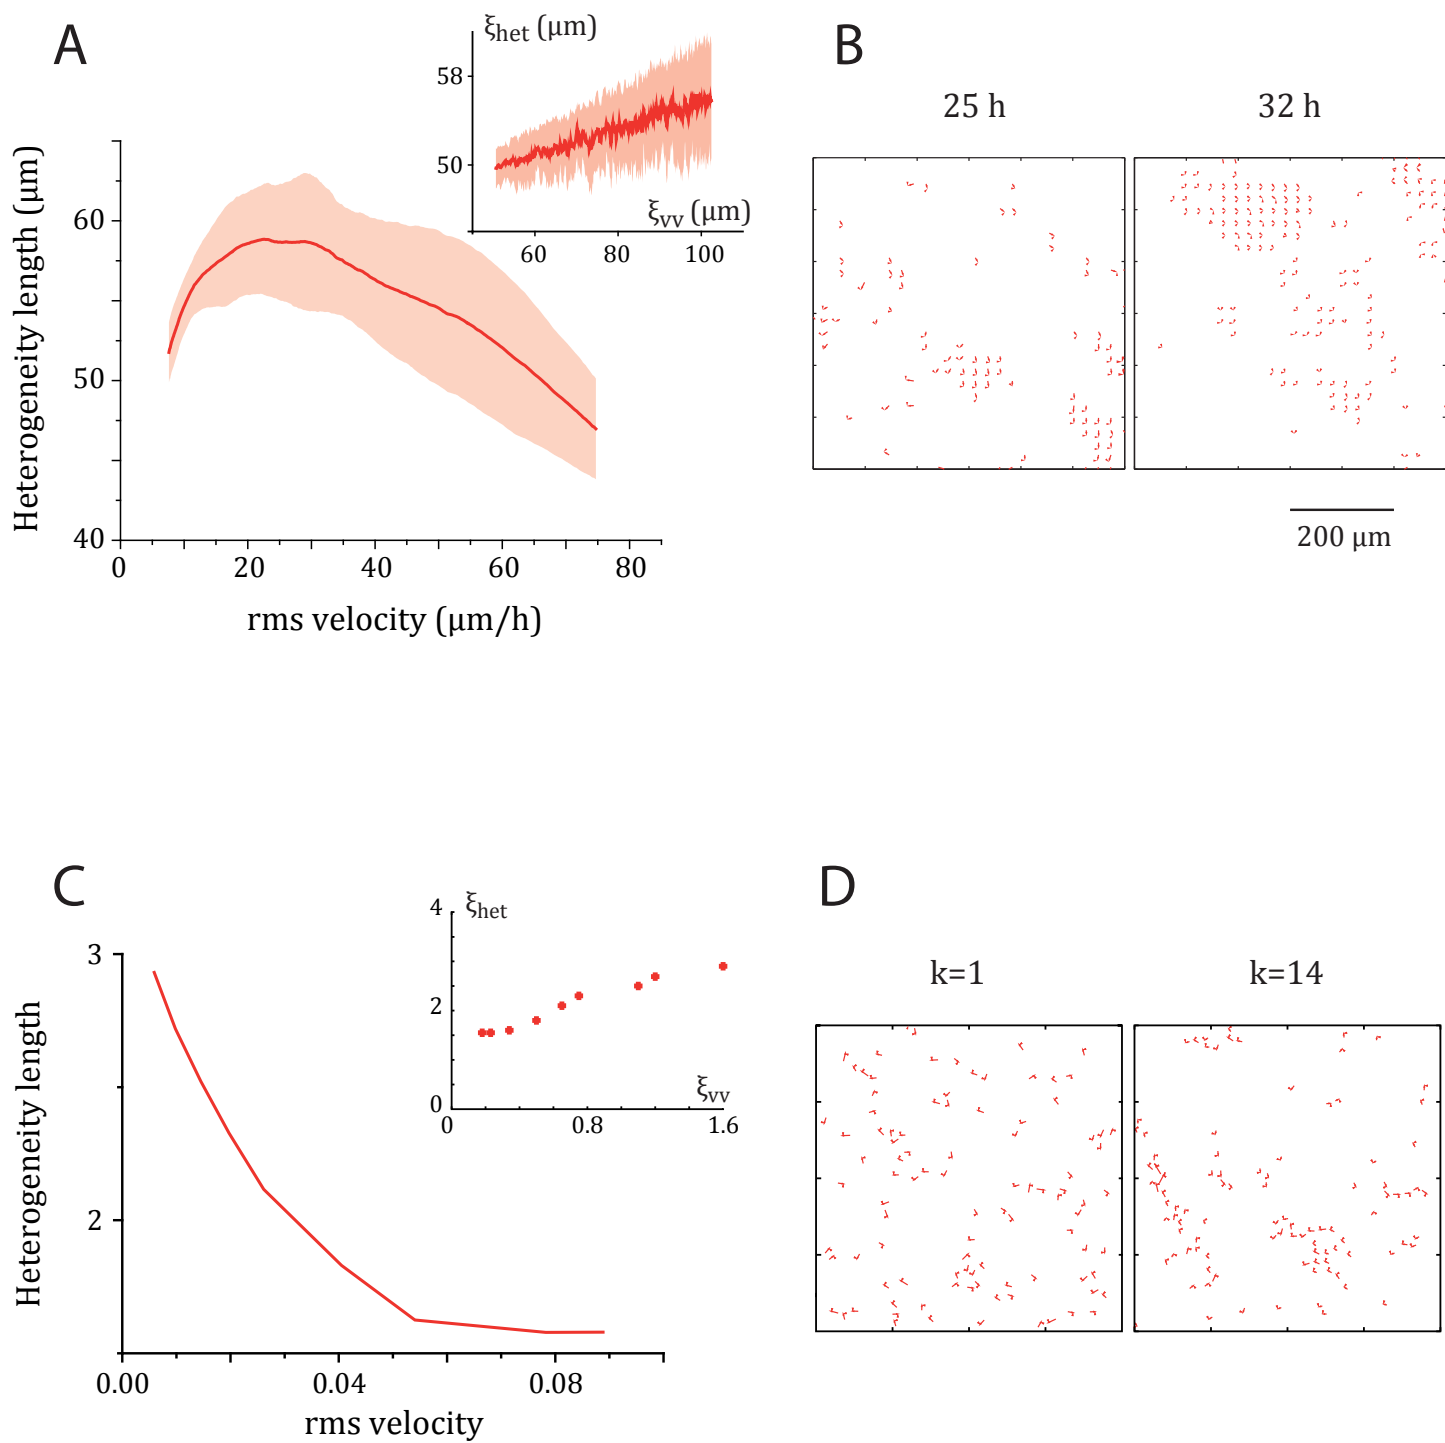 A
ξhet (μm)
58
50
ξvv (μm)
60 80 100
Heterogeneity length (μm)
60
50
40
0 20 40 60 80
rms velocity (μm/h)
B
25 h 32 h
200 μm
C
4 ξhet
2
0
ξvv
0 0.8 1.6
Heterogeneity length
3
2
0.00 0.04 0.08
rms velocity
D
k=1 k=14